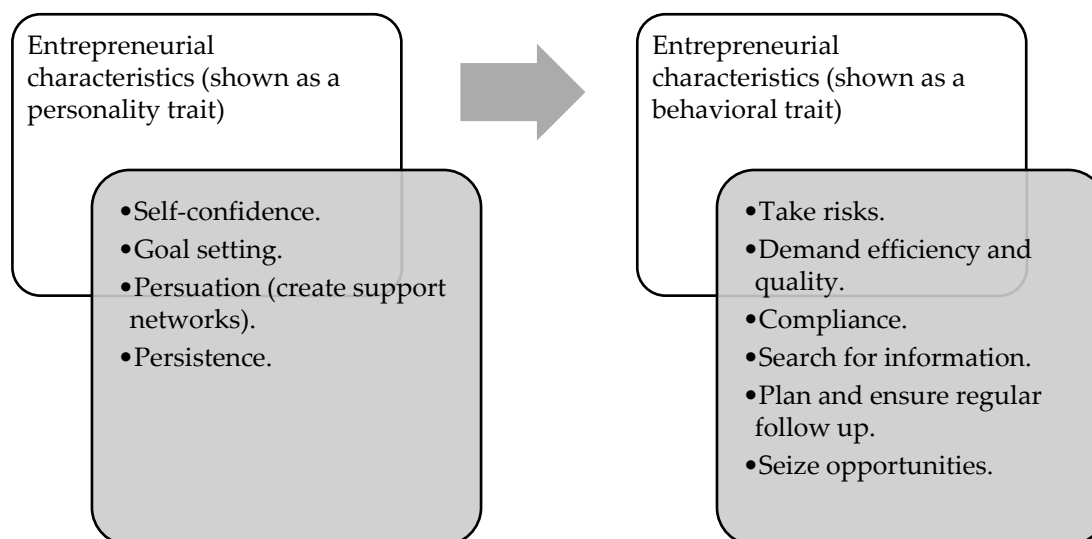 Entrepreneurial
characteristics (shown as a
personality trait)
•Self-confidence.
•Goal setting.
•Persuation (create support
networks).
•Persistence.
Entrepreneurial
characteristics (shown as a
behavioral trait)
•Take risks.
•Demand efficiency and
quality.
•Compliance.
•Search for information.
•Plan and ensure regular
follow up.
•Seize opportunities.